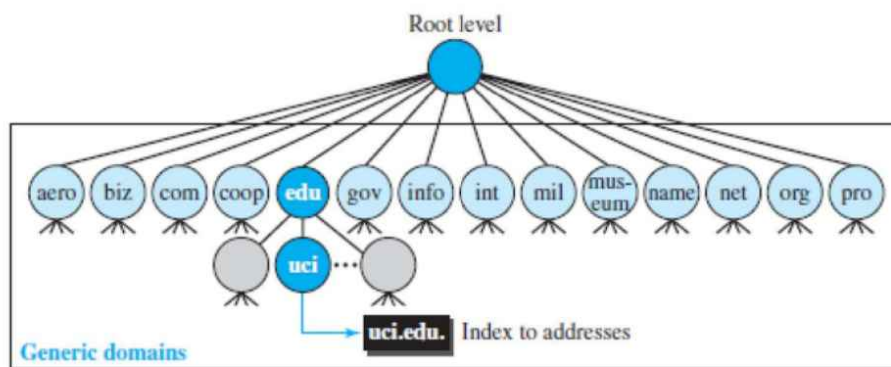 Root level
aero biz com coop edu gov info int mil mus-eum name net org pro
uci
uci.edu. Index to addresses
Generic domains